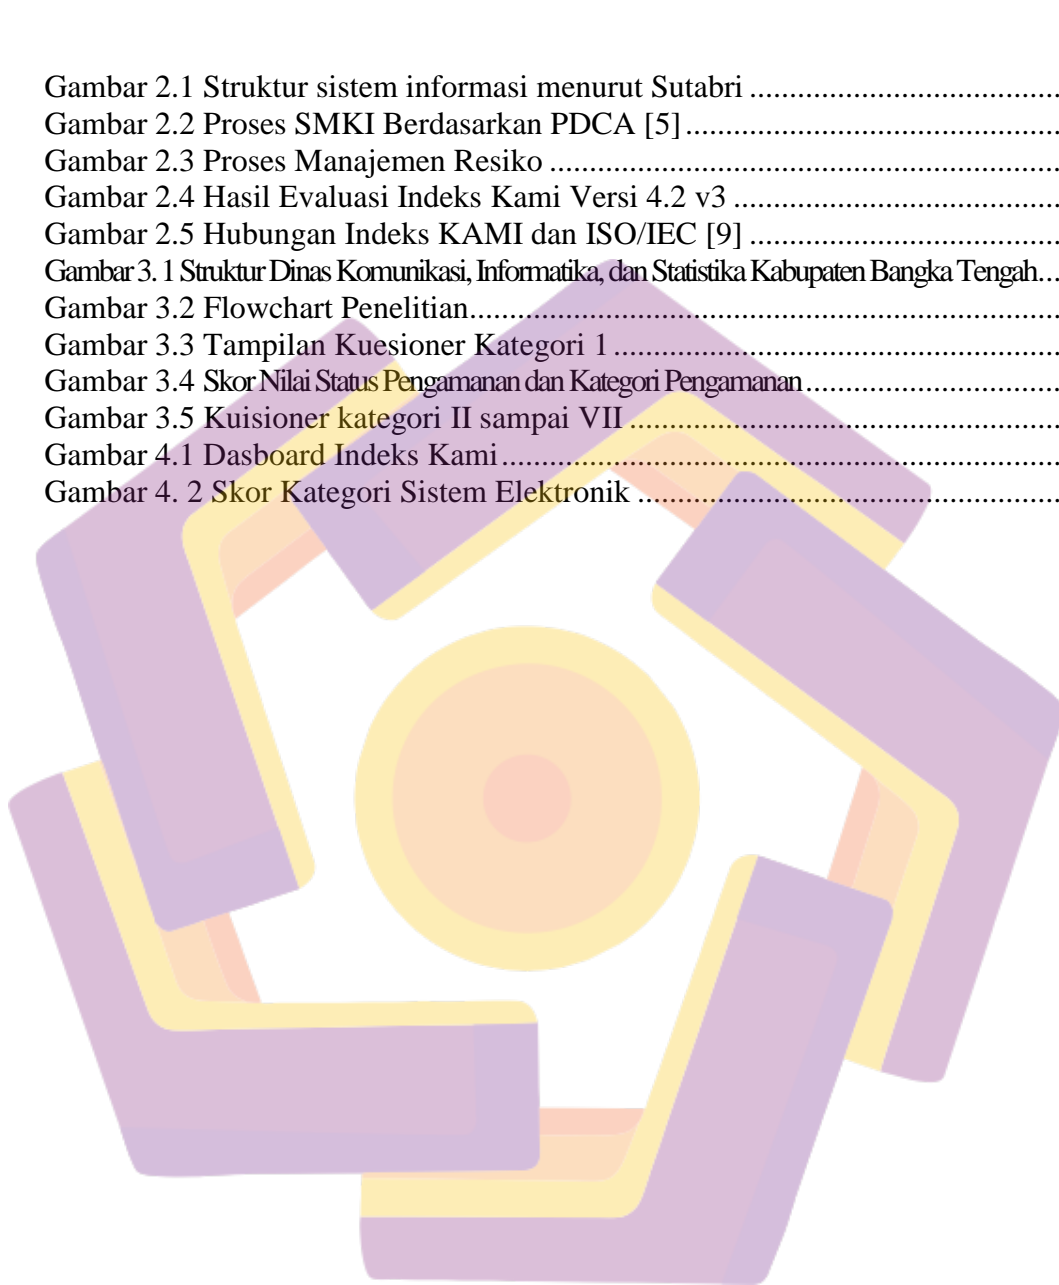 Gambar 2.1 Struktur sistem informasi menurut Sutabri ........................................
Gambar 2.2 Proses SMKI Berdasarkan PDCA [5] ................................................
Gambar 2.3 Proses Manajemen Resiko .................................................................
Gambar 2.4 Hasil Evaluasi Indeks Kami Versi 4.2 v3 ..........................................
Gambar 2.5 Hubungan Indeks KAMI dan ISO/IEC [9] ........................................
Gambar 3. 1 Struktur Dinas Komunikasi, Informatika, dan Statistika Kabupaten Bangka Tengah...
Gambar 3.2 Flowchart Penelitian...........................................................................
Gambar 3.3 Tampilan Kuesioner Kategori 1 .........................................................
Gambar 3.4 Skor Nilai Status Pengamanan dan Kategori Pengamanan .................................
Gambar 3.5 Kuisioner kategori II sampai VII .......................................................
Gambar 4.1 Dasboard Indeks Kami .......................................................................
Gambar 4. 2 Skor Kategori Sistem Elektronik ......................................................